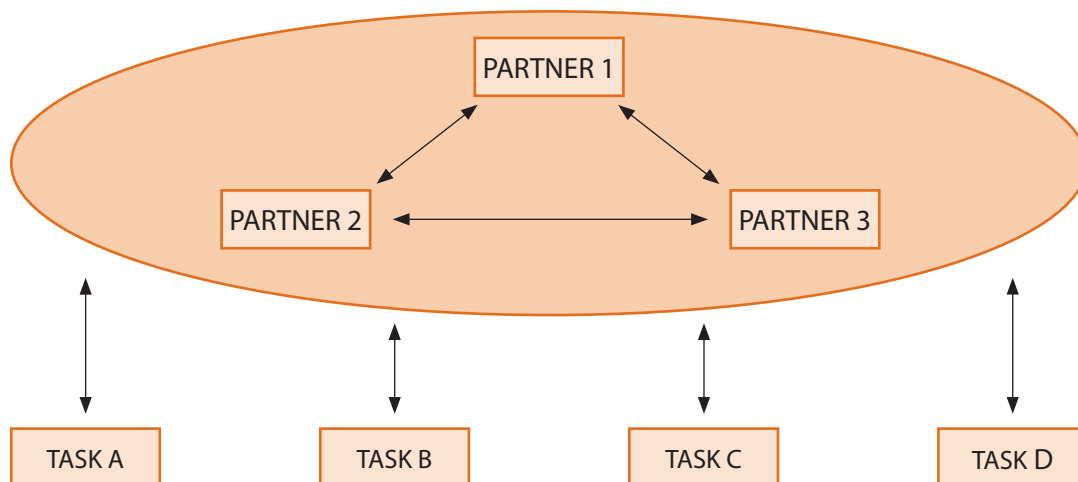 PARTNER 1
PARTNER 2
PARTNER 3
TASK A
TASK B
TASK C
TASK D